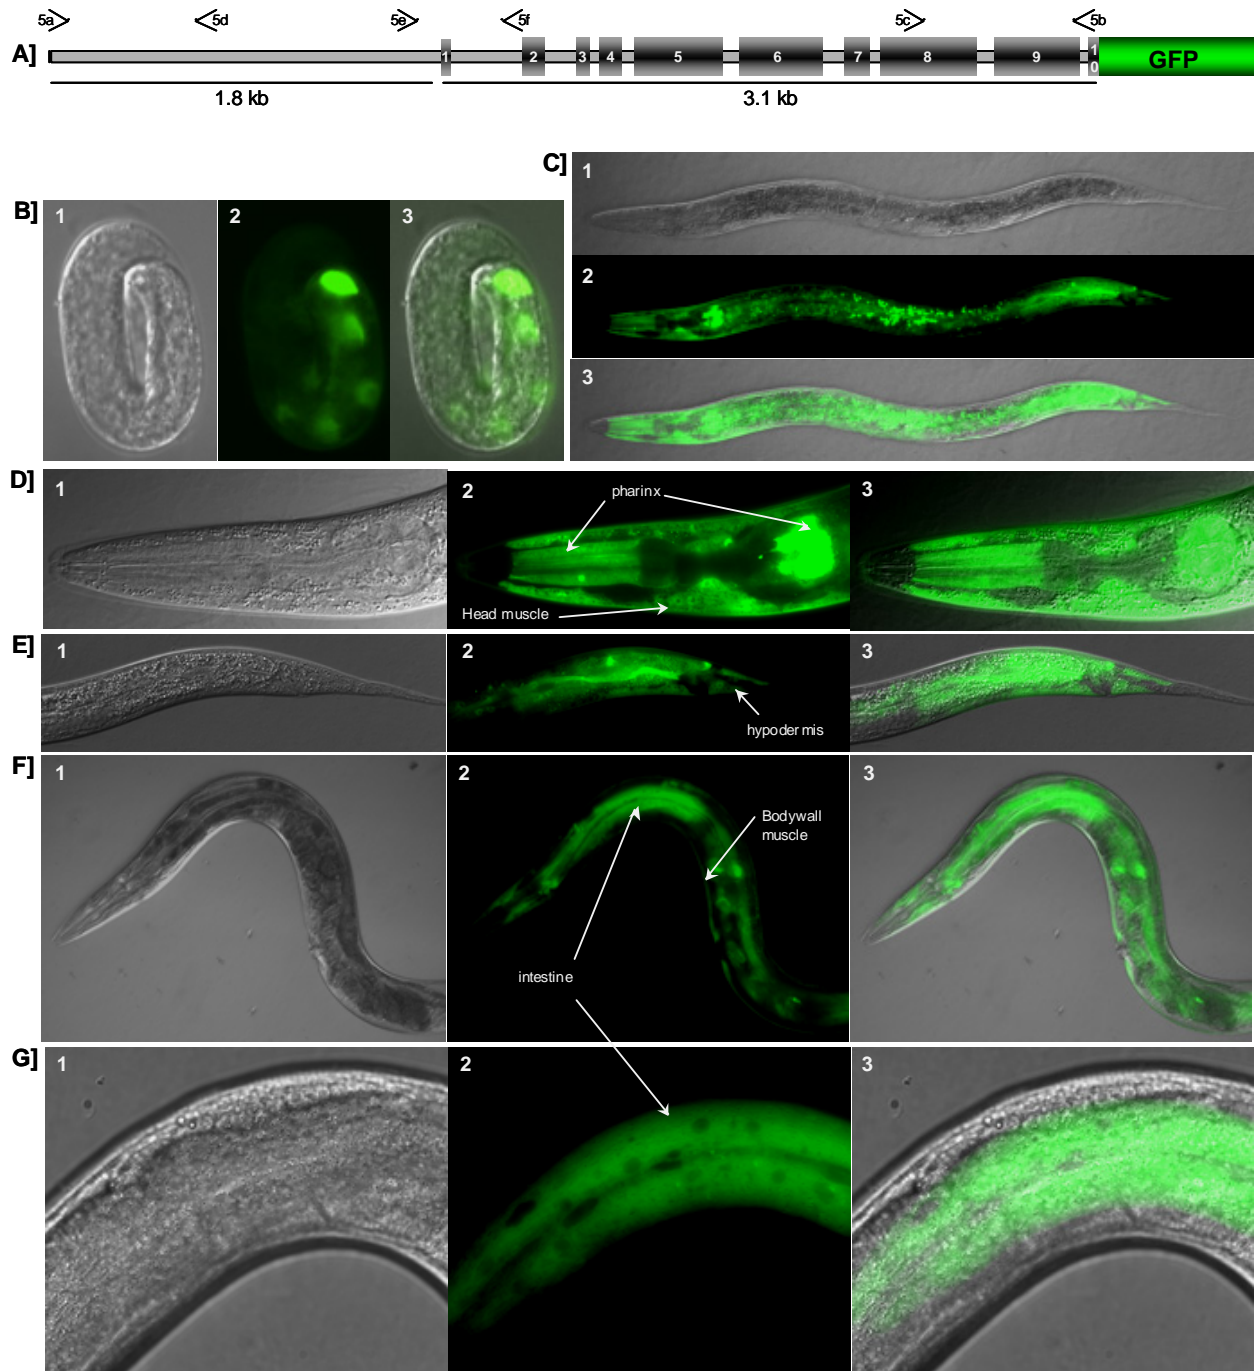 5a 5d 5e 5f 5c 5b
A] 1 2 3 4 5 6 7 8 9 10 GFP
1.8 kb 3.1 kb
C] 1
B] 1 2 3
2
3
D] 1 2 3
pharinx
Head muscle
E] 1 2 3
hypodermis
F] 1 2 3
Bodywall
muscle
intestine
G] 1 2 3